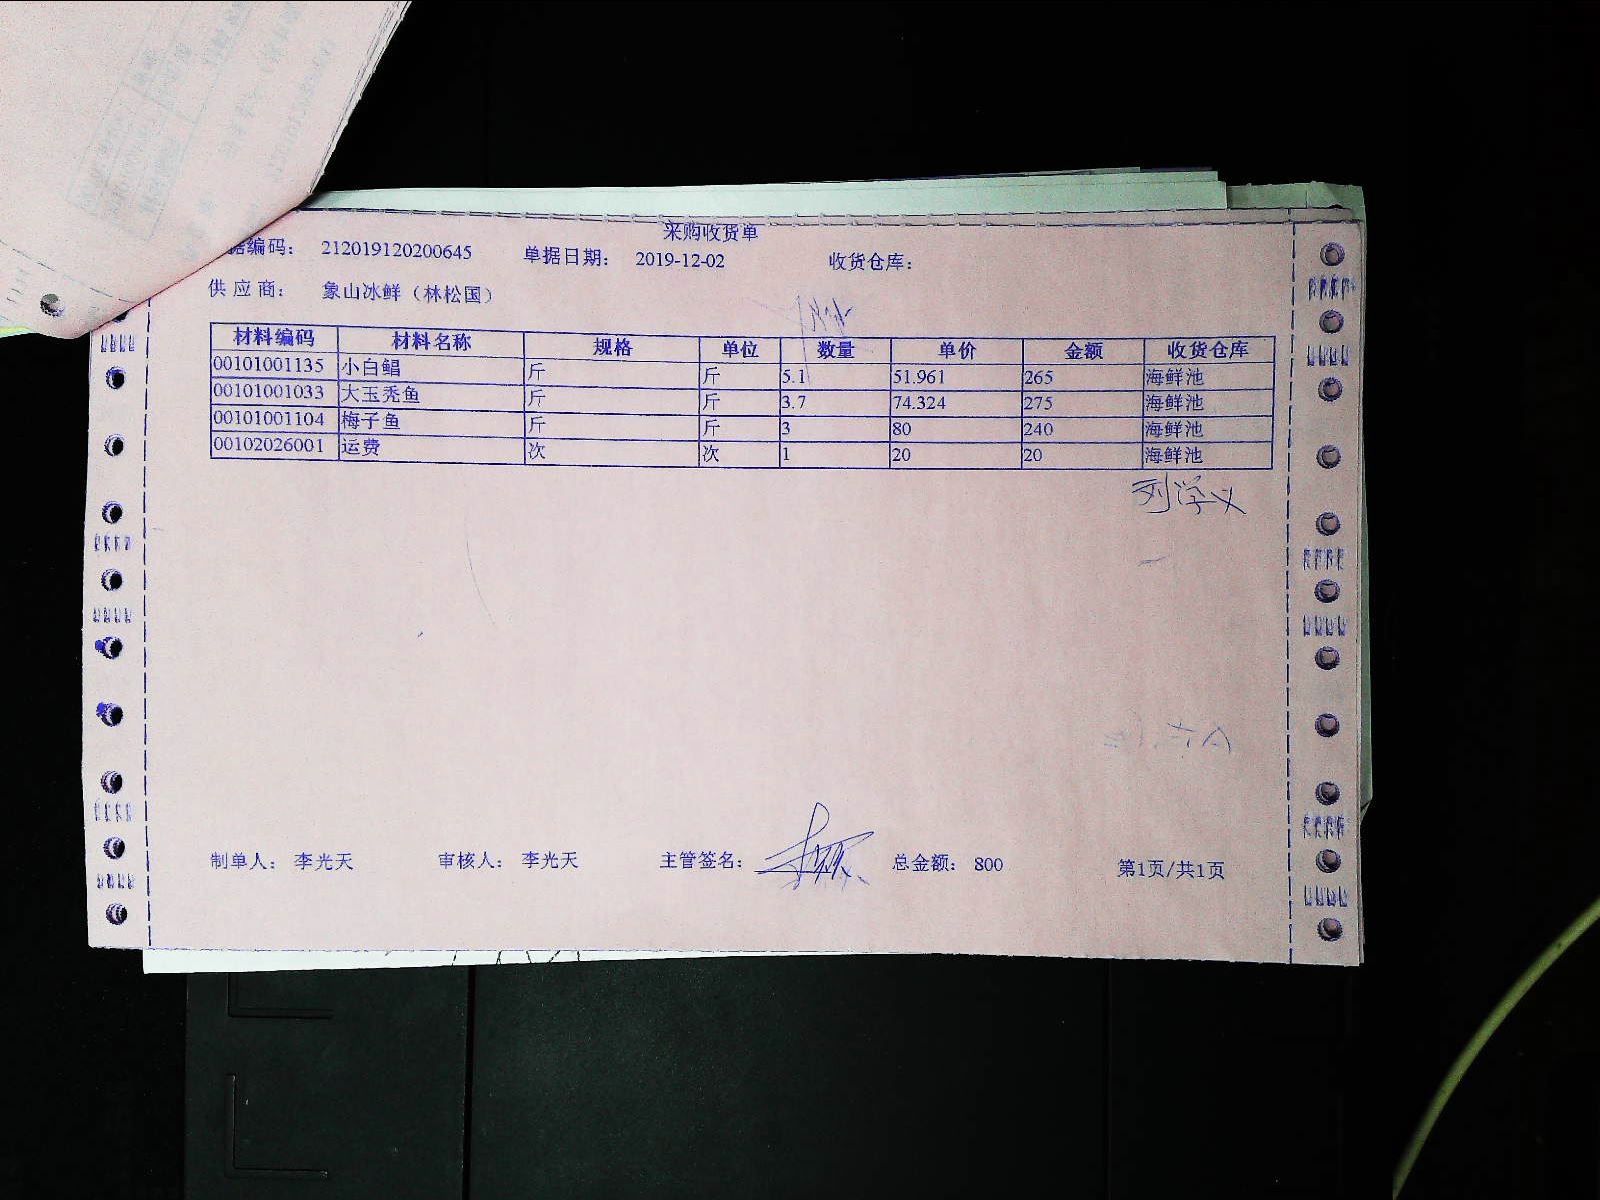 采购收货单
据编码： 212019120200645 单据日期： 2019-12-02 收货仓库：
供应商： 象山冰鲜（林松国）
材料编码 材料名称 规格 单位 数量 单价 金额 收货仓库
00101001135 小白鲳 斤 斤 5.1 51.961 265 海鲜池
00101001033 大玉秃鱼 斤 斤 3.7 74.324 275 海鲜池
00101001104 梅子鱼 斤 斤 3 80 240 海鲜池
00102026001 运费 次 次 1 20 20 海鲜池
刘学义
制单人： 李光天 审核人： 李光天 主管签名： 总金额： 800 第1页/共1页